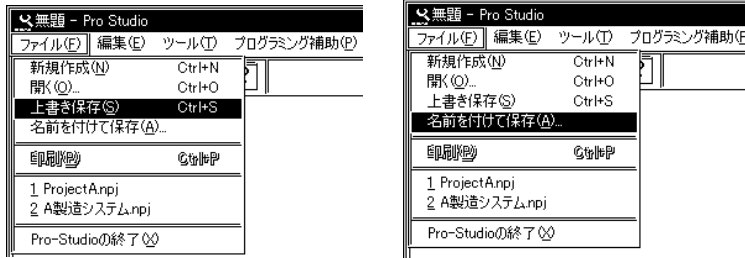 無題 - Pro Studio
ファイル(F) 編集(E) ツール(T) プログラミング補助(P)
新規作成(N) Ctrl+N
開く(O)... Ctrl+O
上書き保存(S) Ctrl+S
名前を付けて保存(A)...
印刷(P) Ctrl+P
1 ProjectA.npj
2 A製造システム.npj
Pro-Studioの終了(X)
無題 - Pro Studio
ファイル(F) 編集(E) ツール(T) プログラミング補助(F
新規作成(N) Ctrl+N
開く(O)... Ctrl+O
上書き保存(S) Ctrl+S
名前を付けて保存(A)...
印刷(P) Ctrl+P
1 ProjectA.npj
2 A製造システム.npj
Pro-Studioの終了(X)